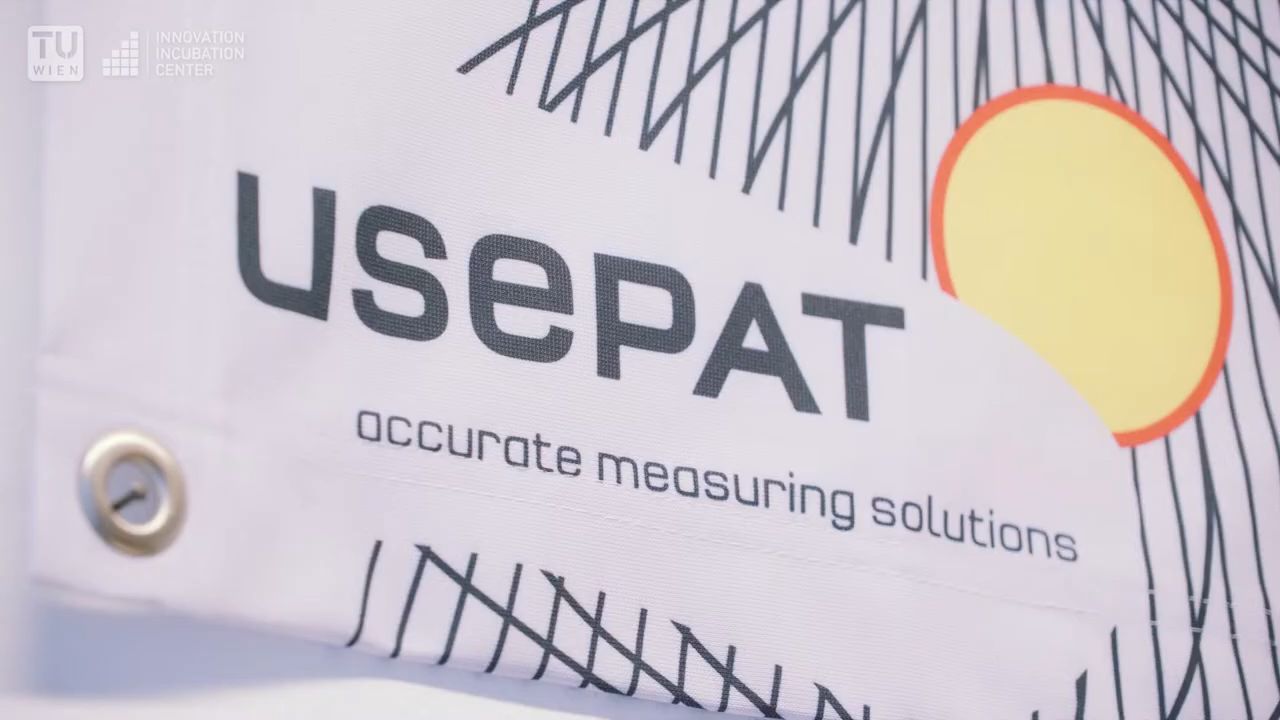 TU
WIEN
INNOVATION
INCUBATION
CENTER
usePAT
accurate measuring solutions